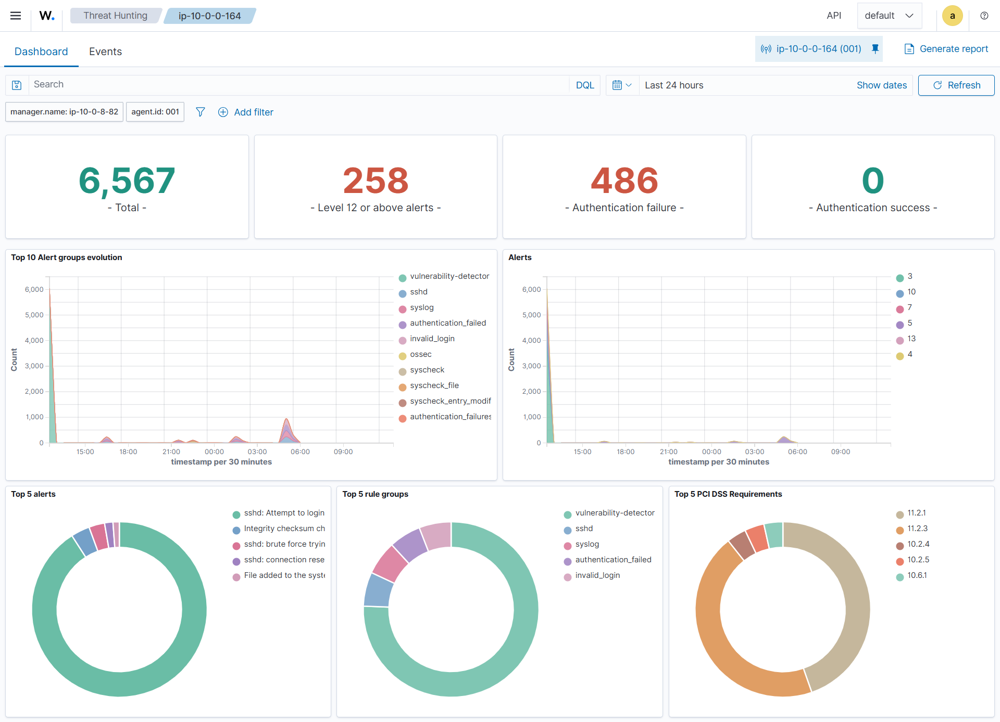 W.
Threat Hunting
ip-10-0-0-164
API
default
a
Dashboard
Events
ip-10-0-0-164 (001)
Generate report
Search
DQL
Last 24 hours
Show dates
Refresh
manager.name: ip-10-0-8-82
agent.id: 001
Add filter
6,567
- Total -
258
- Level 12 or above alerts -
486
- Authentication failure -
0
- Authentication success -
Top 10 Alert groups evolution
6,000
5,000
4,000
3,000
2,000
1,000
0
Count
15:00
18:00
21:00
00:00
03:00
06:00
09:00
timestamp per 30 minutes
vulnerability-detector
sshd
syslog
authentication_failed
invalid_login
ossec
syscheck
syscheck_file
syscheck_entry_modif
authentication_failures
Alerts
6,000
5,000
4,000
3,000
2,000
1,000
0
Count
15:00
18:00
21:00
00:00
03:00
06:00
09:00
timestamp per 30 minutes
3
10
7
5
13
4
Top 5 alerts
sshd: Attempt to login
Integrity checksum ch
sshd: brute force tryin
sshd: connection rese
File added to the syste
Top 5 rule groups
vulnerability-detector
sshd
syslog
authentication_failed
invalid_login
Top 5 PCI DSS Requirements
11.2.1
11.2.3
10.2.4
10.2.5
10.6.1